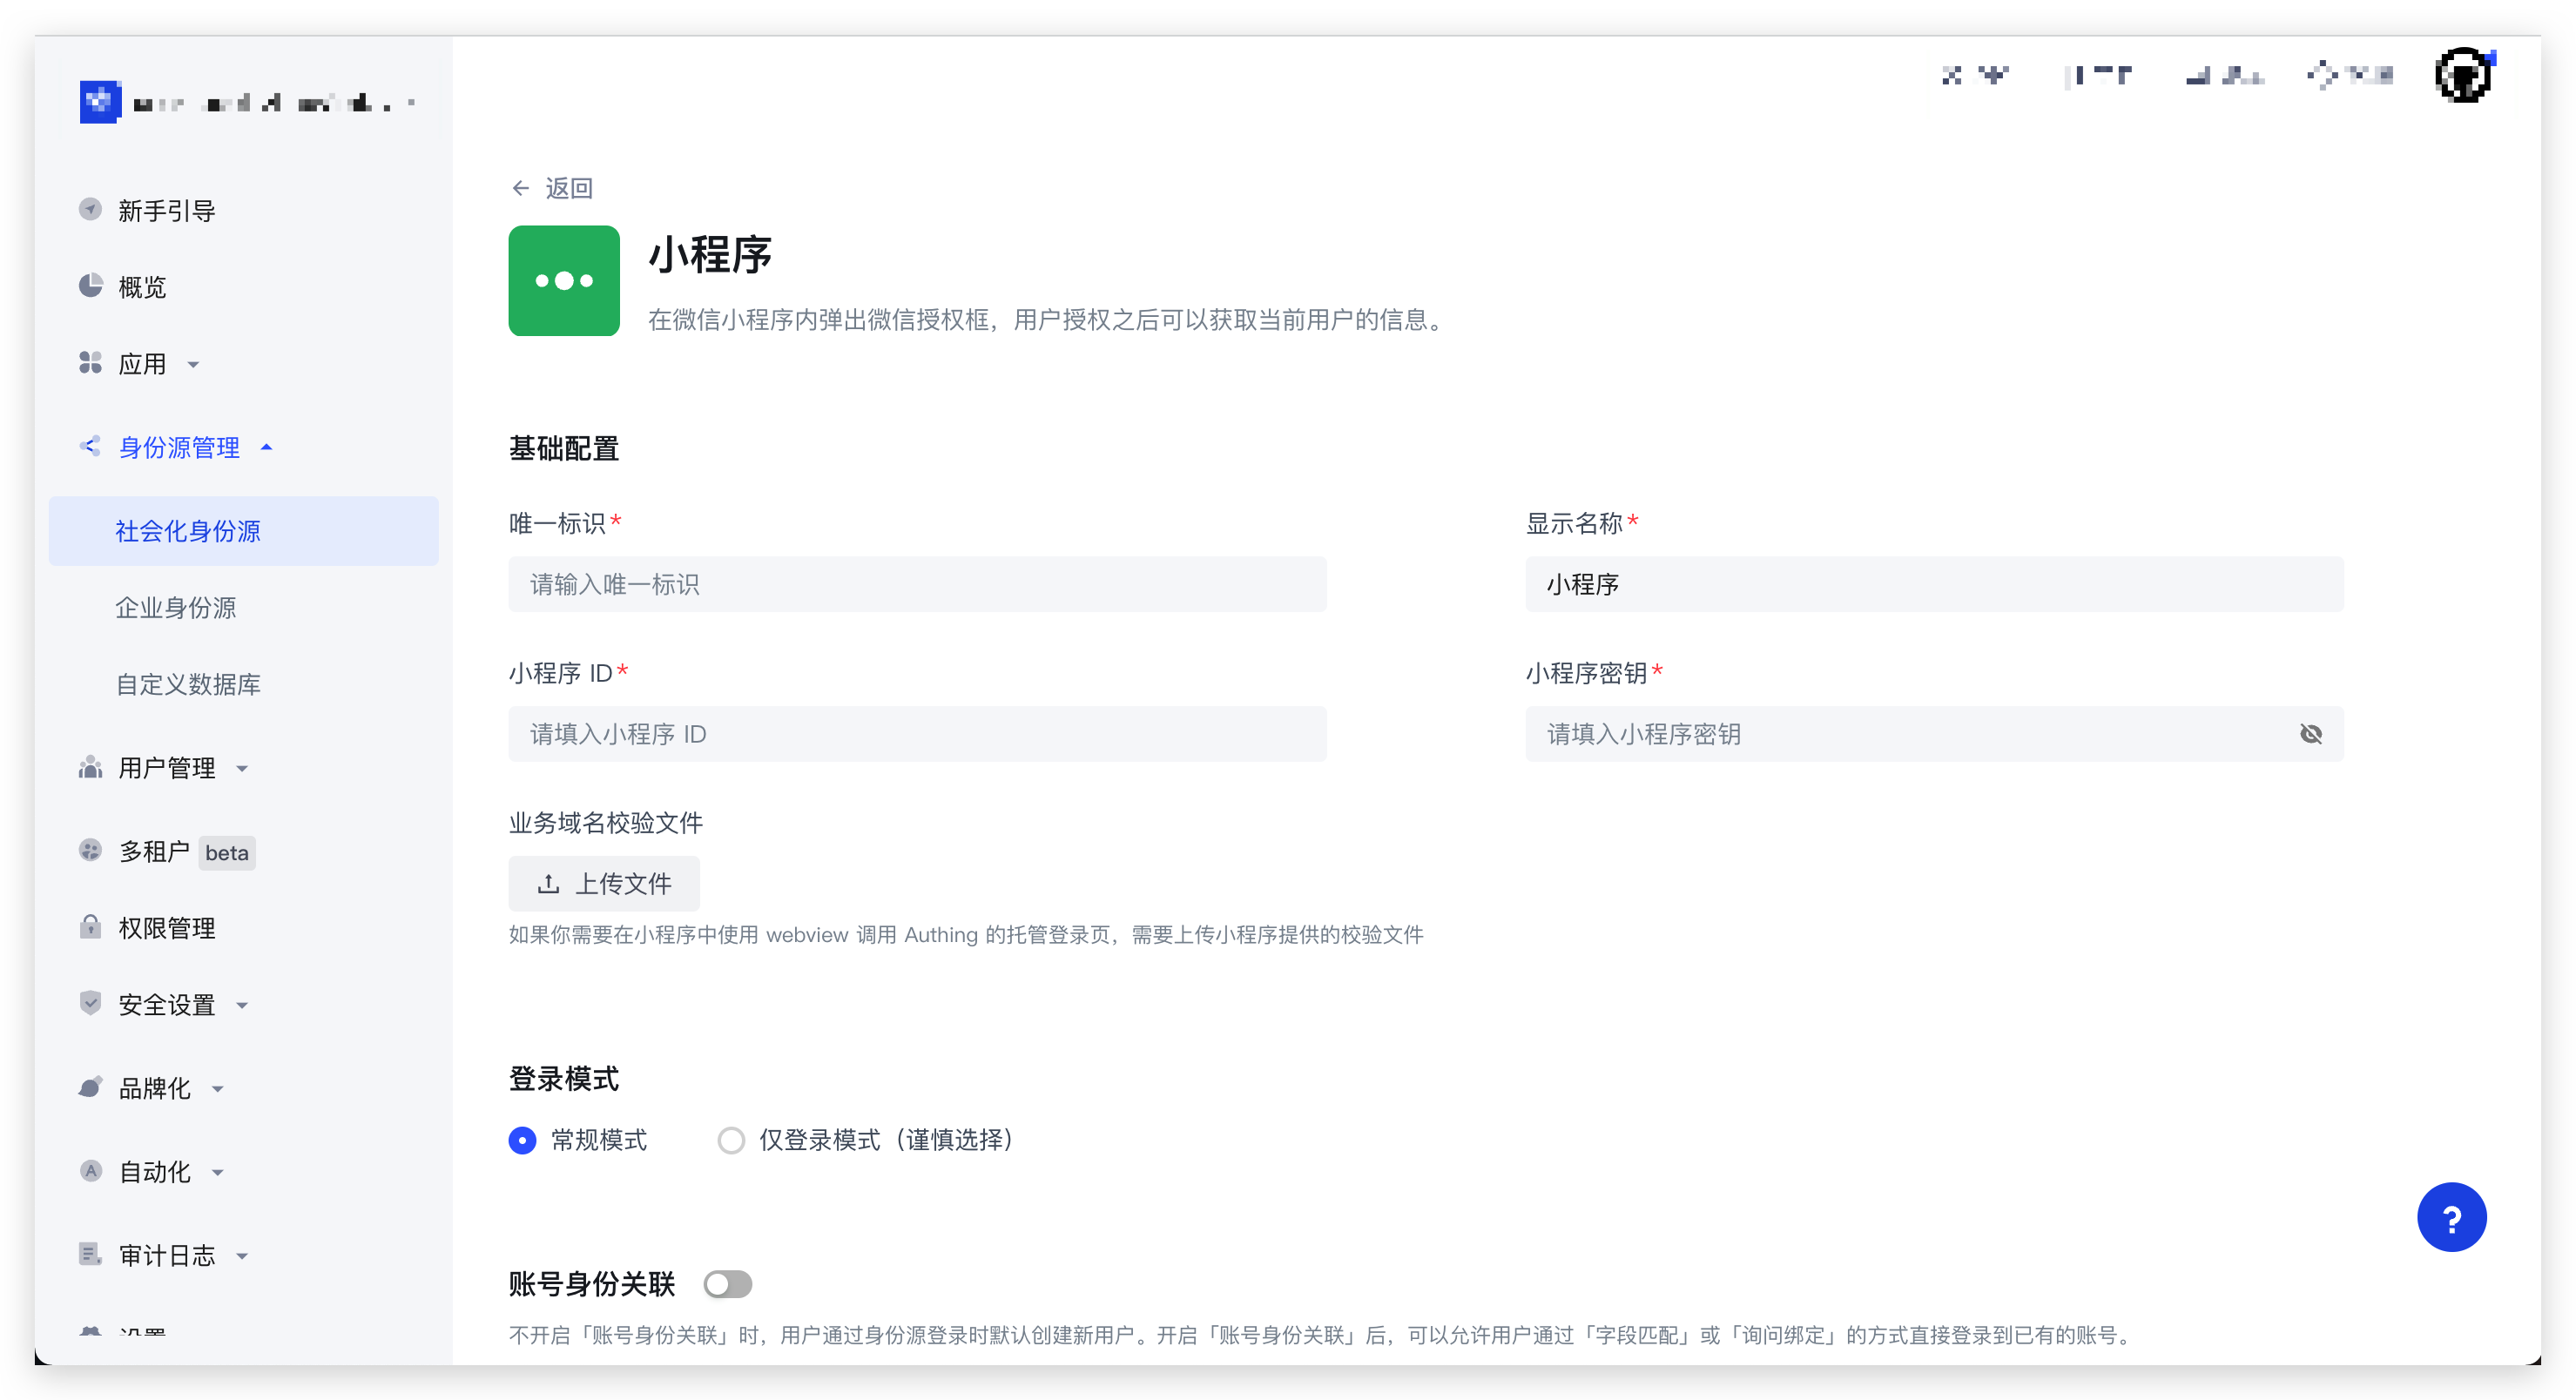 新手引导
概览
应用
身份源管理
社会化身份源
企业身份源
自定义数据库
用户管理
多租户 beta
权限管理
安全设置
品牌化
自动化
审计日志
设置
返回
小程序
在微信小程序内弹出微信授权框，用户授权之后可以获取当前用户的信息。
基础配置
唯一标识* 显示名称*
请输入唯一标识 小程序
小程序 ID* 小程序密钥*
请填入小程序 ID 请填入小程序密钥
业务域名校验文件
上传文件
如果你需要在小程序中使用 webview 调用 Authing 的托管登录页，需要上传小程序提供的校验文件
登录模式
常规模式 仅登录模式（谨慎选择）
账号身份关联
不开启「账号身份关联」时，用户通过身份源登录时默认创建新用户。开启「账号身份关联」后，可以允许用户通过「字段匹配」或「询问绑定」的方式直接登录到已有的账号。
?